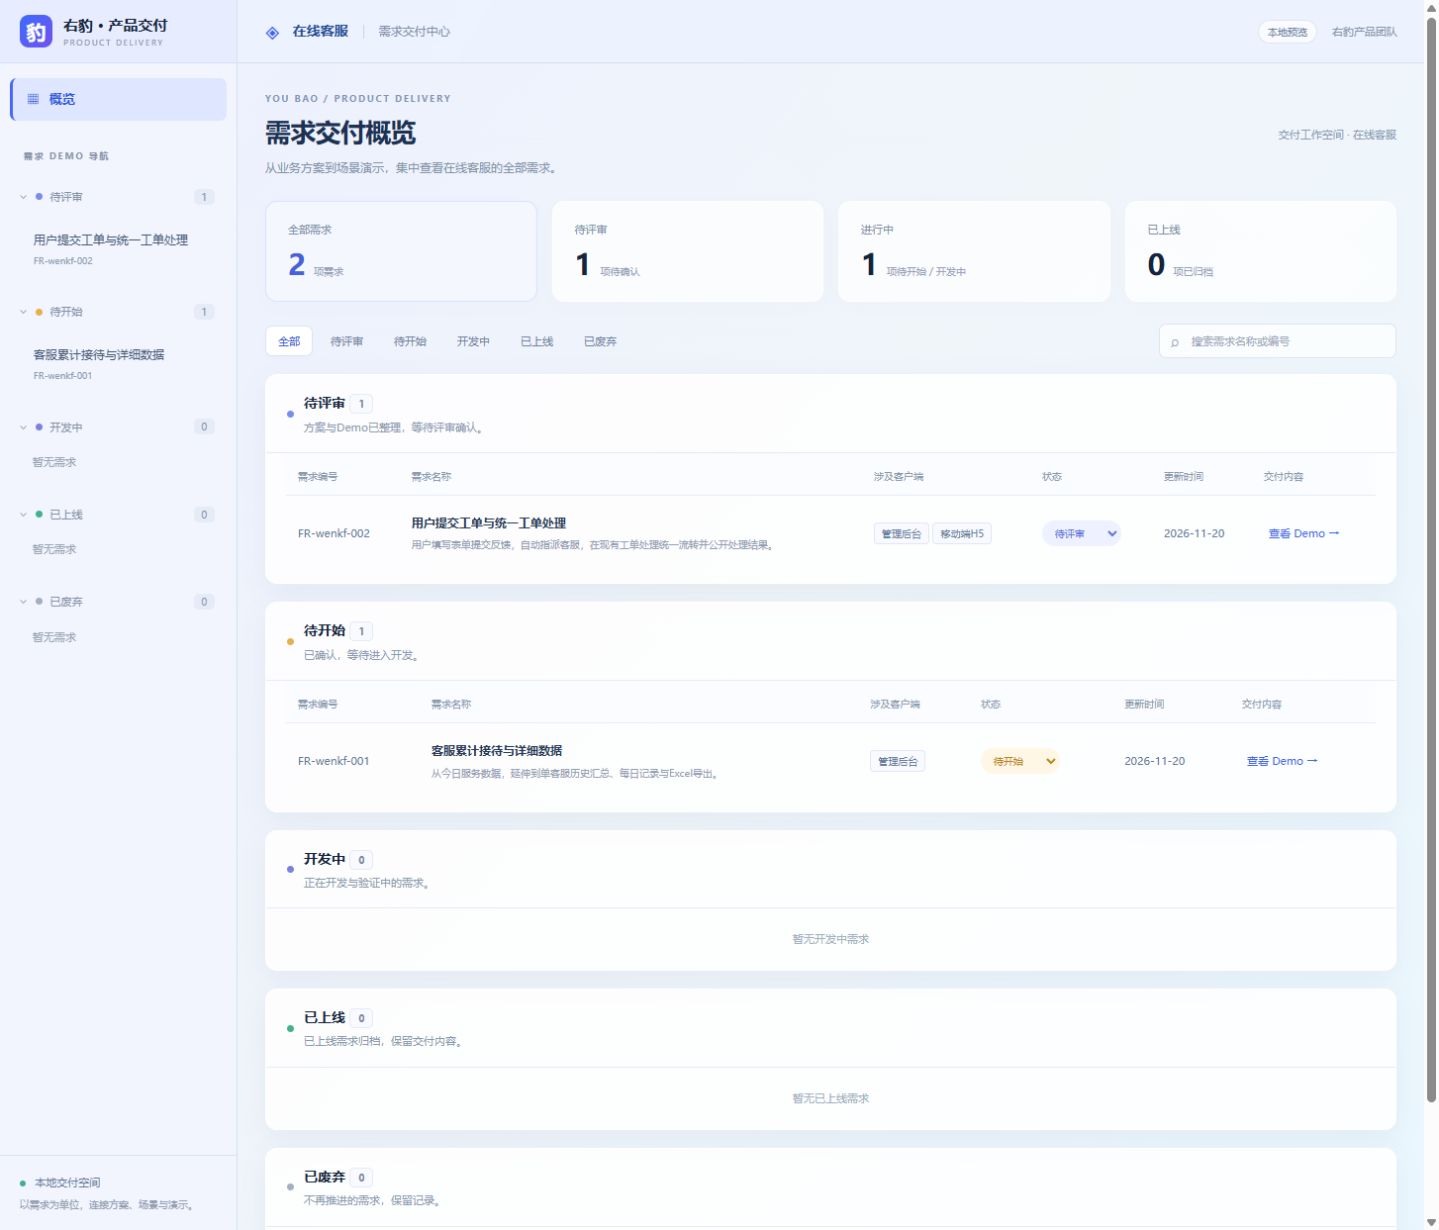 豹 右豹·产品交付
PRODUCT DELIVERY
概览
需求 DEMO 导航
待评审 1
用户提交工单与统一工单处理
FR-wenkf-002
待开始 1
客服累计接待与详细数据
FR-wenkf-001
开发中 0
暂无需求
已上线 0
暂无需求
已废弃 0
暂无需求
本地交付空间
以需求为单位，连接方案、场景与演示。
在线客服 需求交付中心 本地预览 右豹产品团队
YOU BAO / PRODUCT DELIVERY
需求交付概览
交付工作空间 · 在线客服
从业务方案到场景演示，集中查看在线客服的全部需求。
全部需求
2 项需求
待评审
1 项待确认
进行中
1 项待开始 / 开发中
已上线
0 项已归档
全部 待评审 待开始 开发中 已上线 已废弃 搜索需求名称或编号
待评审 1
方案与Demo已整理，等待评审确认。
需求编号 需求名称 涉及客户端 状态 更新时间 交付内容
FR-wenkf-002 用户提交工单与统一工单处理 管理后台 移动端H5 待评审 2026-11-20 查看 Demo →
用户填写表单提交反馈，自动指派客服，在现有工单处理统一流转并公开处理结果。
待开始 1
已确认，等待进入开发。
需求编号 需求名称 涉及客户端 状态 更新时间 交付内容
FR-wenkf-001 客服累计接待与详细数据 管理后台 待开始 2026-11-20 查看 Demo →
从今日服务数据，延伸到单客服历史汇总、每日记录与Excel导出。
开发中 0
正在开发与验证中的需求。
暂无开发中需求
已上线 0
已上线需求归档，保留交付内容。
暂无已上线需求
已废弃 0
不再推进的需求，保留记录。